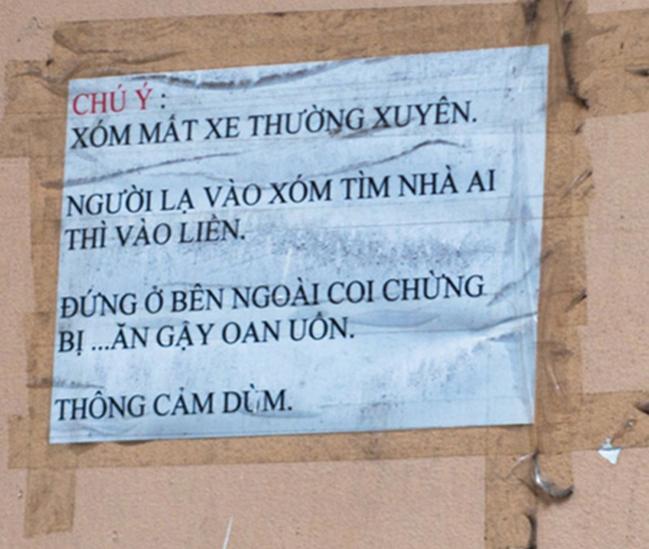 CHÚ Ý :
XÓM MẤT XE THƯỜNG XUYÊN.
NGƯỜI LẠ VÀO XÓM TÌM NHÀ AI
THÌ VÀO LIỀN.
ĐỨNG Ở BÊN NGOÀI COI CHỪNG
BỊ ...ĂN GẬY OAN UỔN.
THÔNG CẢM DÙM.